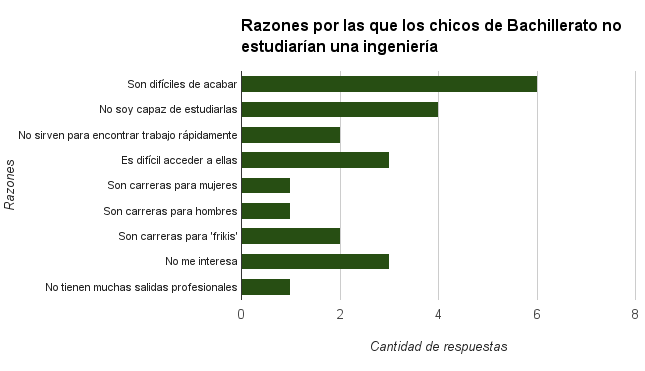 Razones por las que los chicos de Bachillerato no
estudiarían una ingeniería
Razones
Son difíciles de acabar
No soy capaz de estudiarlas
No sirven para encontrar trabajo rápidamente
Es difícil acceder a ellas
Son carreras para mujeres
Son carreras para hombres
Son carreras para 'frikis'
No me interesa
No tienen muchas salidas profesionales
0 2 4 6 8
Cantidad de respuestas